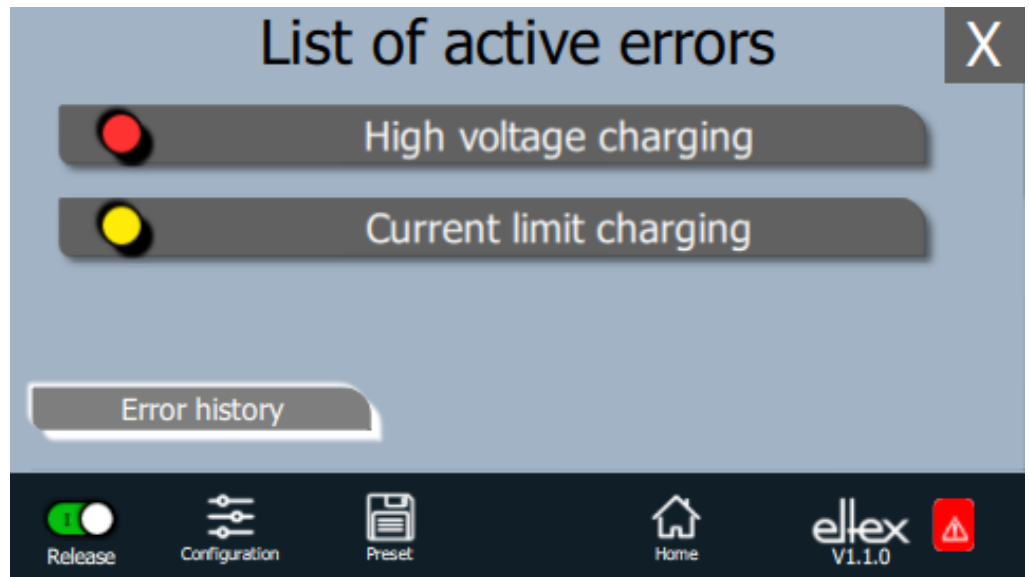 List of active errors
X
High voltage charging
Current limit charging
Error history
I
Release
Configuration
Preset
Home
eltex
V1.1.0